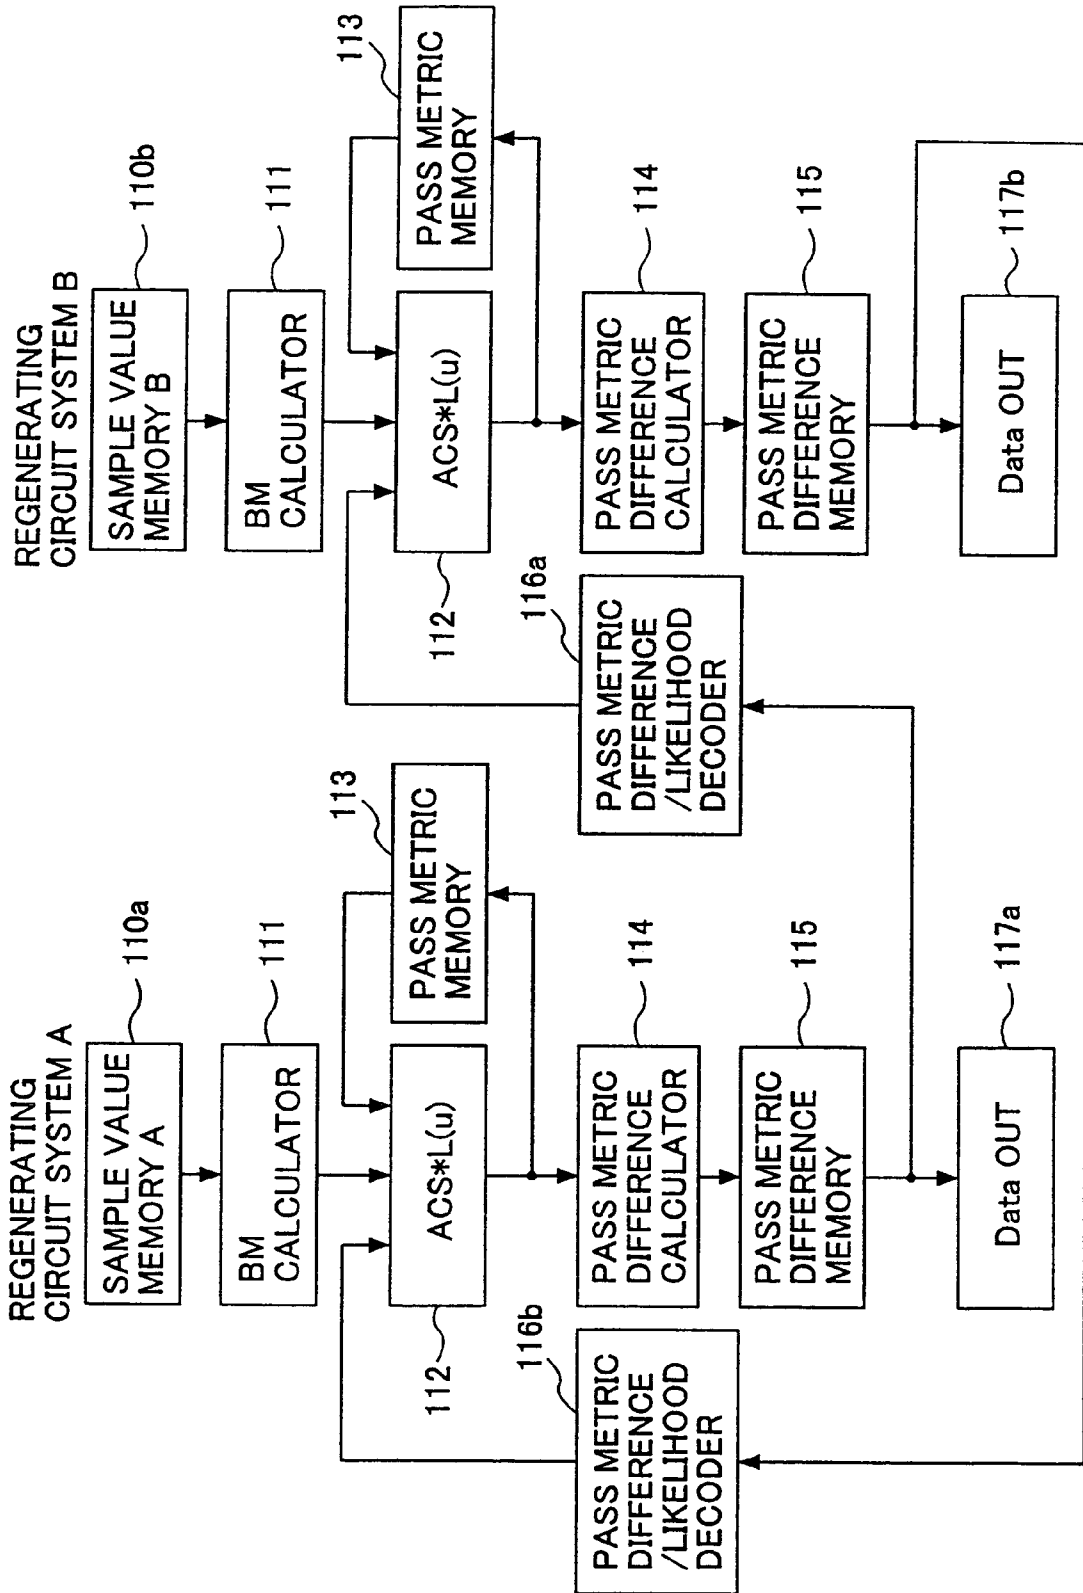 REGENERATING
CIRCUIT SYSTEM A
SAMPLE VALUE
MEMORY A
110a
BM
CALCULATOR
111
ACS*L(u)
112
PASS METRIC
MEMORY
113
PASS METRIC
DIFFERENCE
CALCULATOR
114
PASS METRIC
DIFFERENCE
MEMORY
115
116b
PASS METRIC
DIFFERENCE
/LIKELIHOOD
DECODER
Data OUT
117a
REGENERATING
CIRCUIT SYSTEM B
SAMPLE VALUE
MEMORY B
110b
BM
CALCULATOR
111
ACS*L(u)
112
PASS METRIC
MEMORY
113
PASS METRIC
DIFFERENCE
CALCULATOR
114
PASS METRIC
DIFFERENCE
MEMORY
115
116a
PASS METRIC
DIFFERENCE
/LIKELIHOOD
DECODER
Data OUT
117b